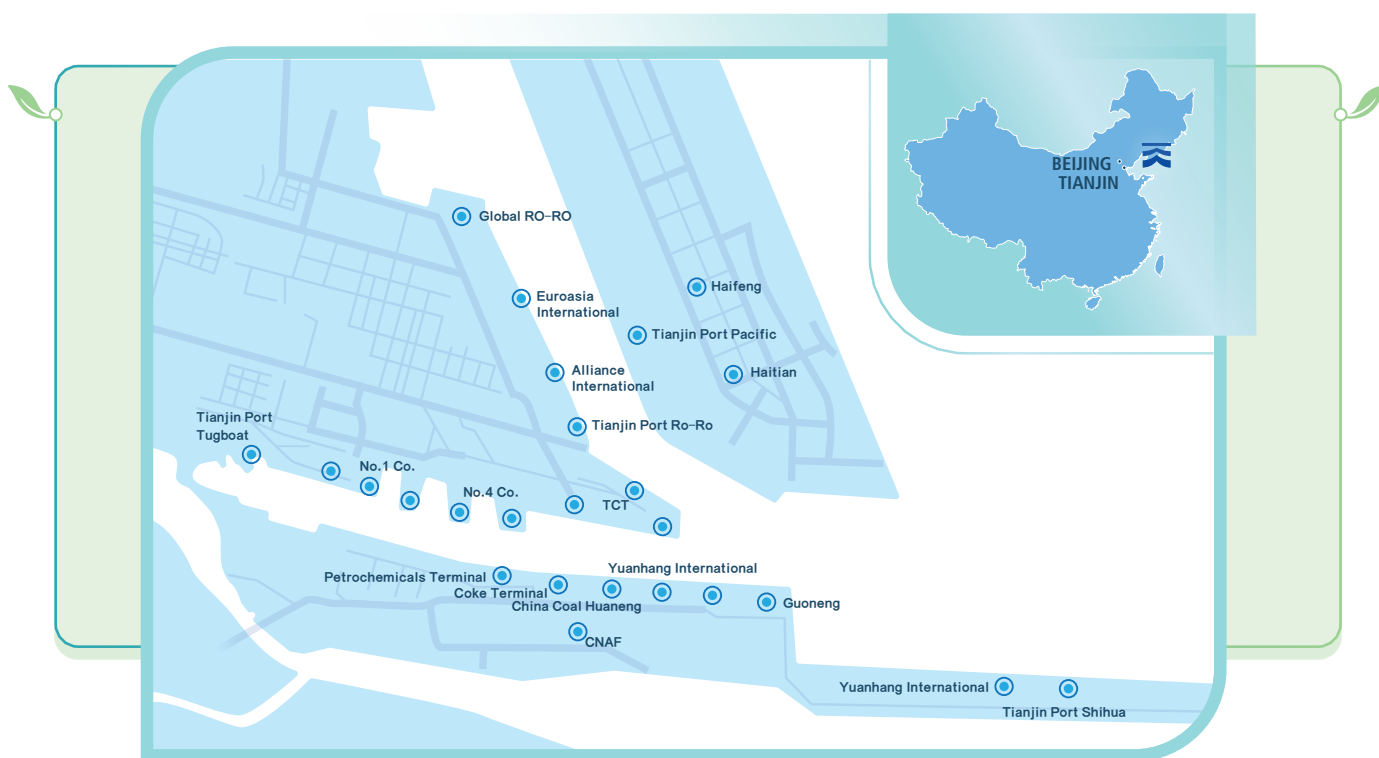 BEIJING
TIANJIN
Global RO-RO
Euroasia
International
Haifeng
Tianjin Port Pacific
Alliance
International
Haitian
Tianjin Port
Tugboat
Tianjin Port Ro-Ro
No.1 Co.
No.4 Co.
TCT
Yuanhang International
Petrochemicals Terminal
Coke Terminal
China Coal Huaneng
Guoneng
CNAF
Yuanhang International
Tianjin Port Shihua